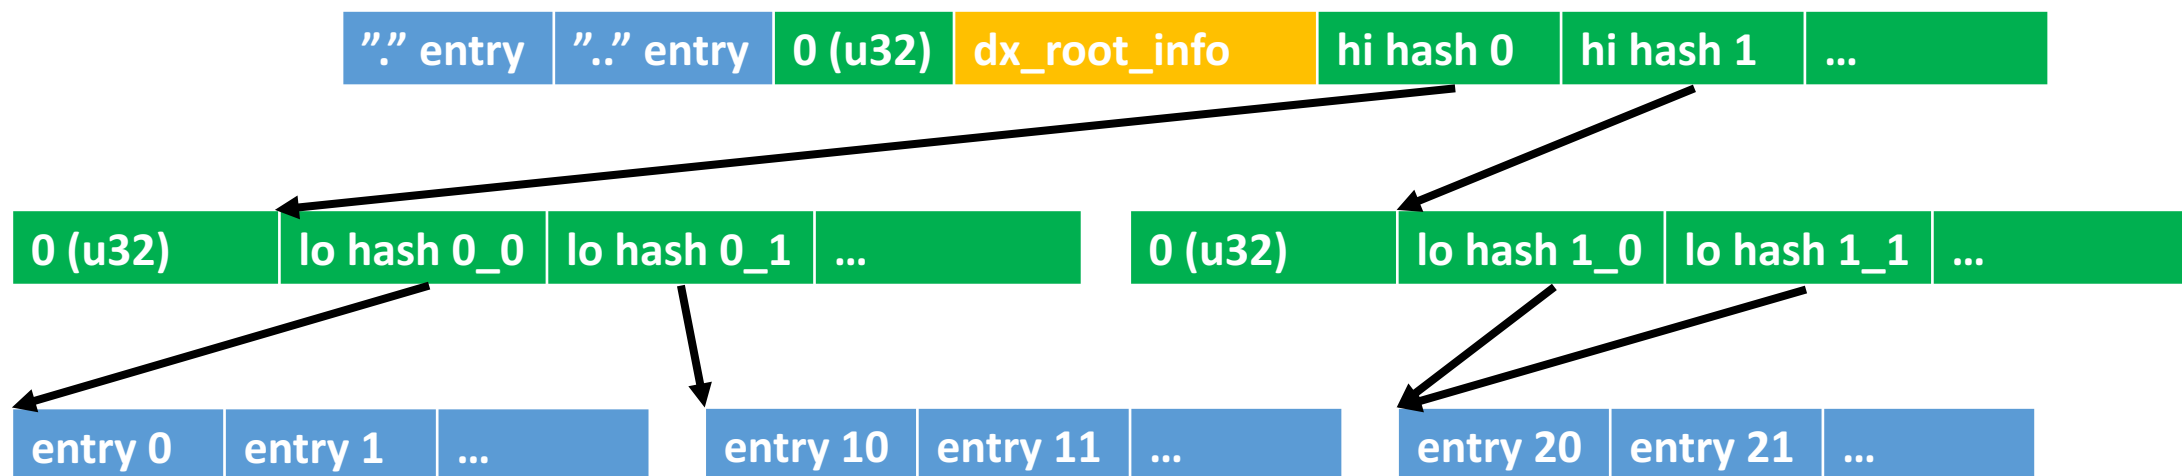 ”.” entry ”..” entry 0 (u32) dx_root_info hi hash 0 hi hash 1 ...
0 (u32) lo hash 0_0 lo hash 0_1 ... 0 (u32) lo hash 1_0 lo hash 1_1 ...
entry 0 entry 1 ... entry 10 entry 11 ... entry 20 entry 21 ...